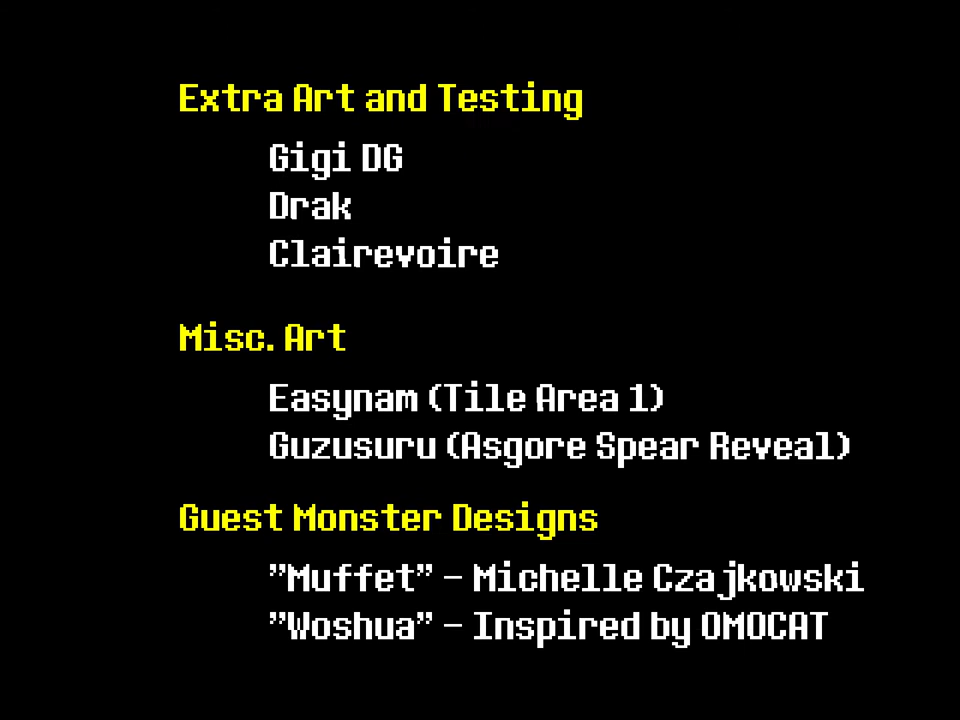 Extra Art and Testing
Gigi DG
Drak
Clairevoire
Misc. Art
Easynam (Tile Area 1)
Guzusuru (Asgore Spear Reveal)
Guest Monster Designs
”Muffet” - Michelle Czajkowski
”Woshua” - Inspired by OMOCAT